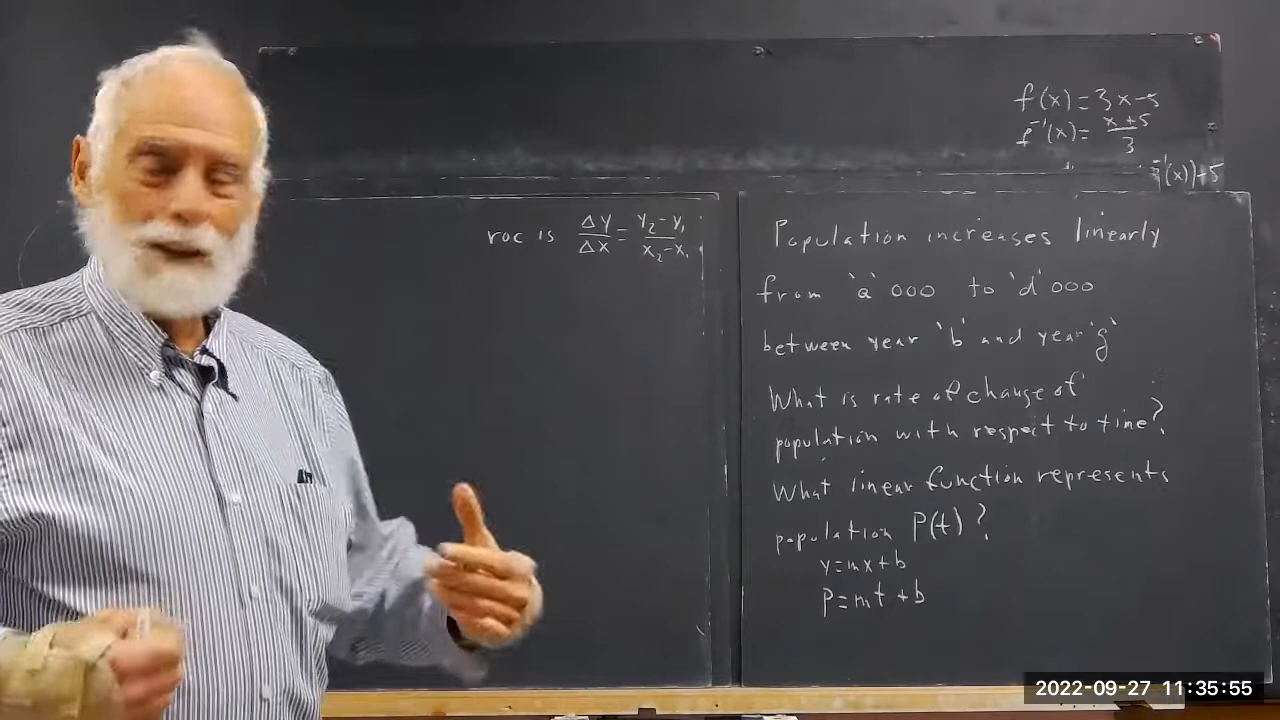 f(x)=3x-5
f⁻¹(x)= (x+5)/3
⁻¹(x))+5
roc is Δy/Δx = (y₂-y₁)/(x₂-x₁)
Population increases linearly
from 'a' 000 to 'd' 000
between year 'b' and year 'g'
What is rate of change of
population with respect to time?
What linear function represents
population P(t)?
y=mx+b
P=mt+b
2022-09-27 11:35:55